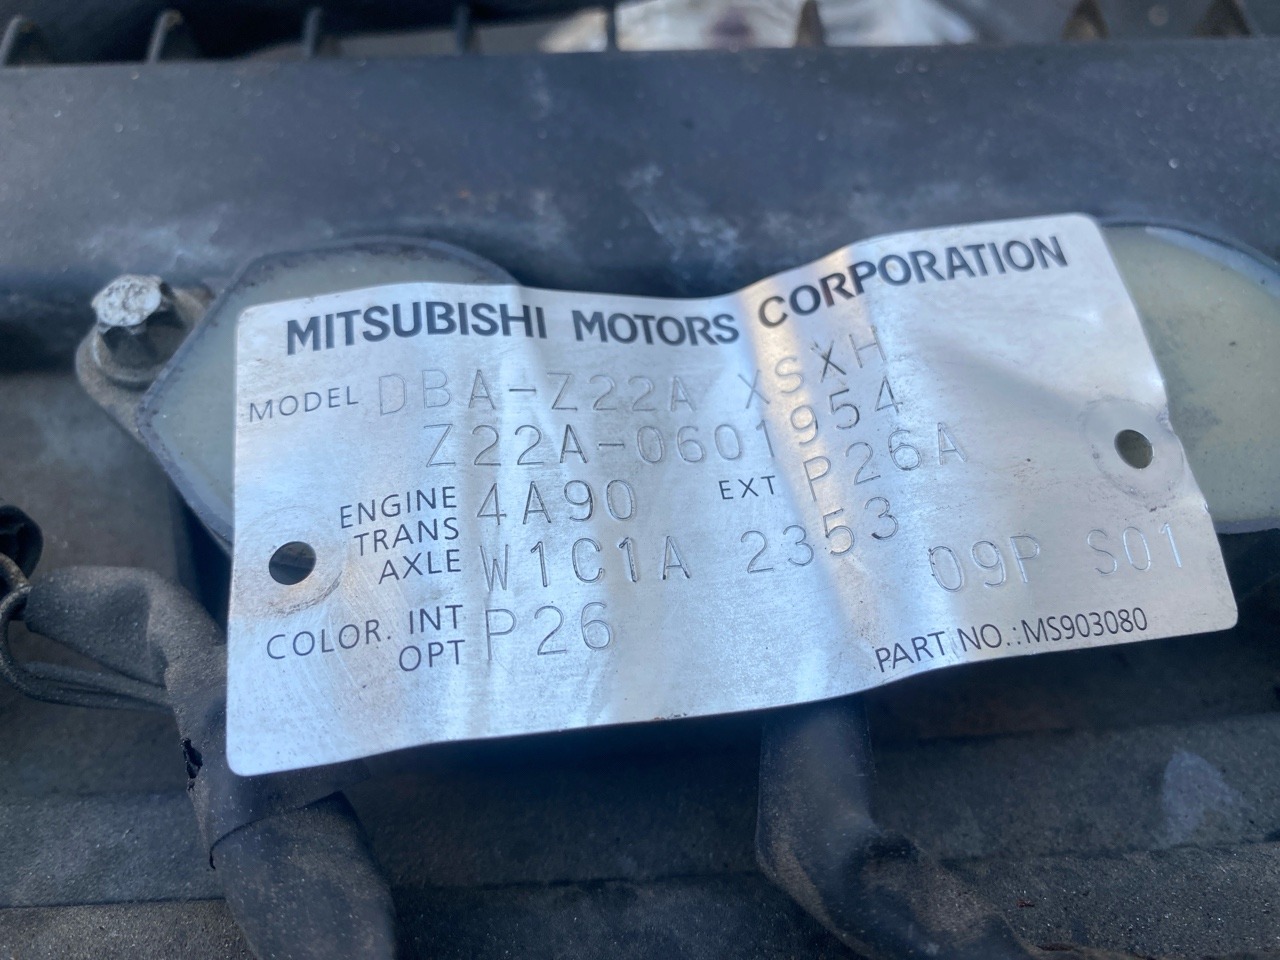 MITSUBISHI MOTORS CORPORATION
MODEL DBA-Z22A XSXH
Z22A-0601954
ENGINE 4A90 EXT P26A
TRANS
AXLE W1C1A 2353 09P S01
COLOR. INT P26
OPT
PART NO.:MS903080